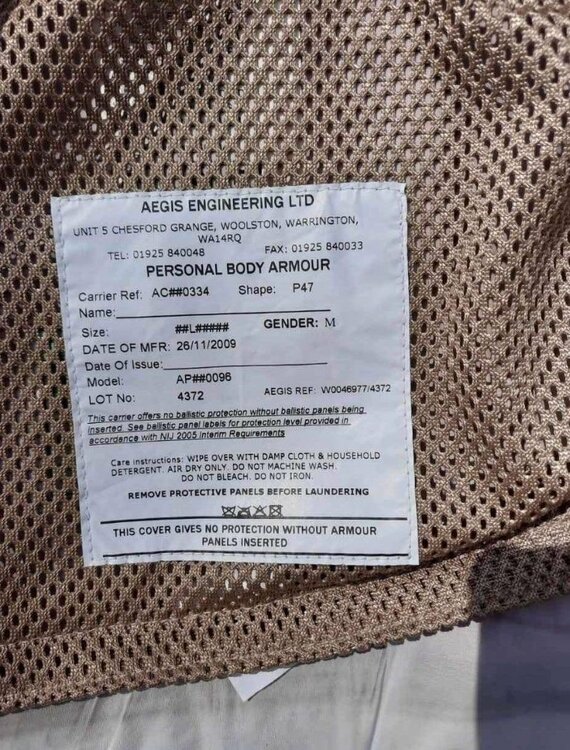 AEGIS ENGINEERING LTD
UNIT 5 CHESFORD GRANGE, WOOLSTON, WARRINGTON,
WA14RQ
TEL: 01925 840048 FAX: 01925 840033
PERSONAL BODY ARMOUR
Carrier Ref: AC##0334 Shape: P47
Name:
Size: ##L##### GENDER: M
DATE OF MFR: 26/11/2009
Date Of Issue:
Model: AP##0096
LOT No: 4372 AEGIS REF: W0046977/4372
This carrier offers no ballistic protection without ballistic panels being
inserted. See ballistic panel labels for protection level provided in
accordance with NIJ 2005 Interim Requirements
Care instructions: WIPE OVER WITH DAMP CLOTH & HOUSEHOLD
DETERGENT. AIR DRY ONLY. DO NOT MACHINE WASH.
DO NOT BLEACH. DO NOT IRON.
REMOVE PROTECTIVE PANELS BEFORE LAUNDERING
THIS COVER GIVES NO PROTECTION WITHOUT ARMOUR
PANELS INSERTED